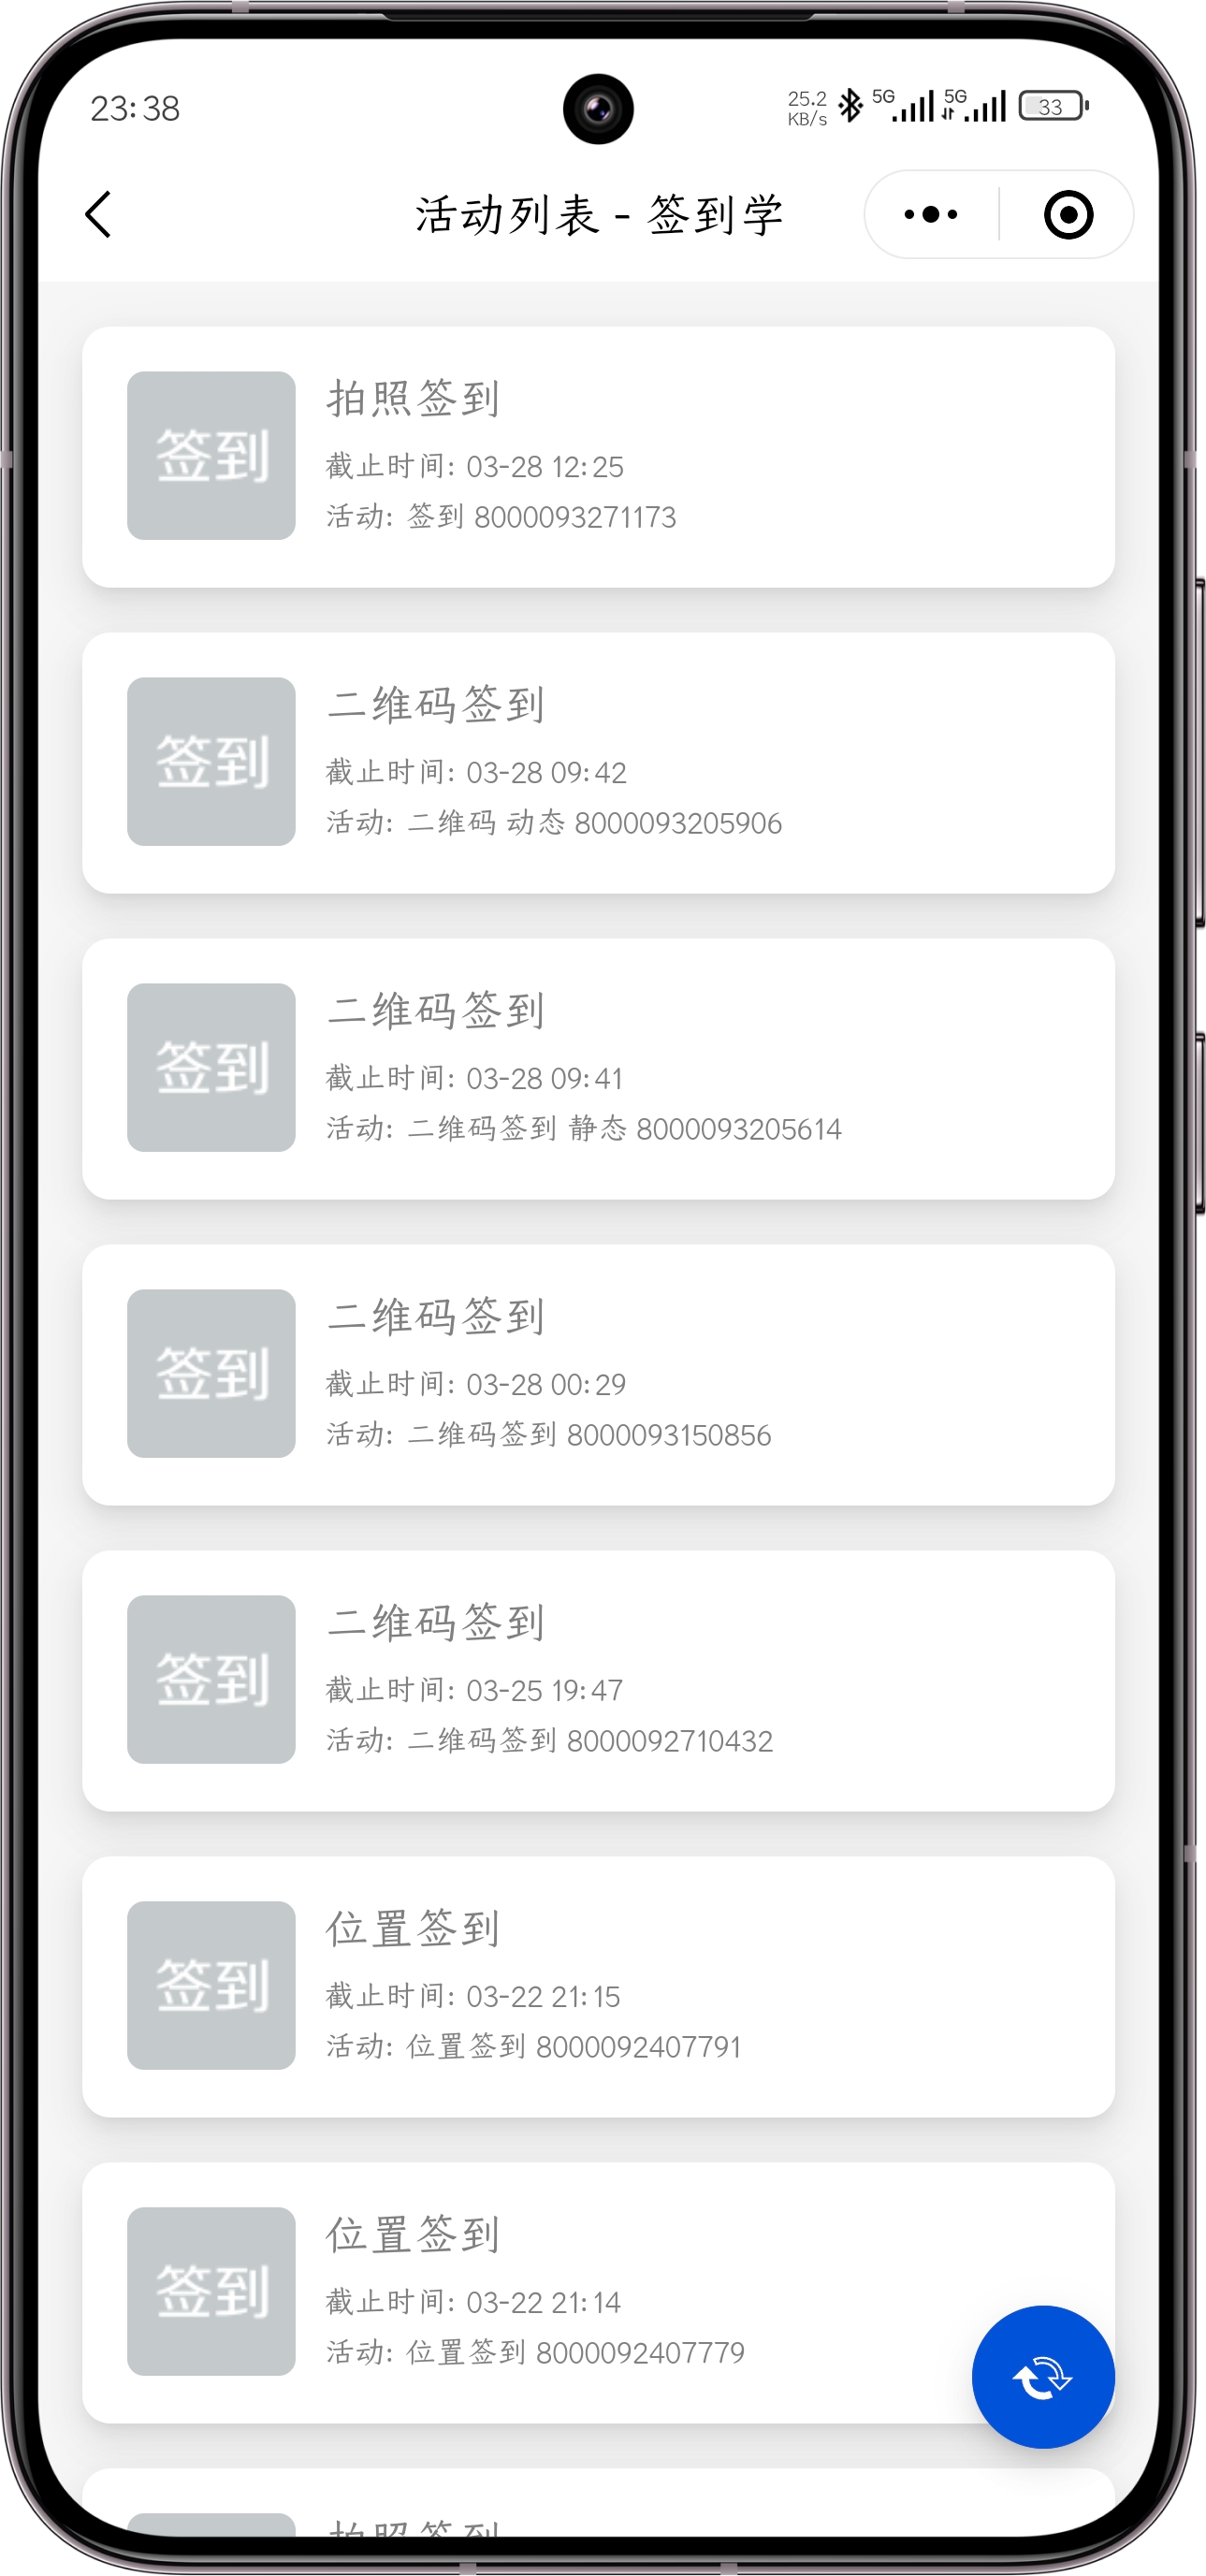 23:38
25.2 KB/s 5G 5G 33
活动列表 - 签到学
签到
拍照签到
截止时间: 03-28 12:25
活动: 签到 8000093271173
签到
二维码签到
截止时间: 03-28 09:42
活动: 二维码 动态 8000093205906
签到
二维码签到
截止时间: 03-28 09:41
活动: 二维码签到 静态 8000093205614
签到
二维码签到
截止时间: 03-28 00:29
活动: 二维码签到 8000093150856
签到
二维码签到
截止时间: 03-25 19:47
活动: 二维码签到 8000092710432
签到
位置签到
截止时间: 03-22 21:15
活动: 位置签到 8000092407791
签到
位置签到
截止时间: 03-22 21:14
活动: 位置签到 8000092407779
拍照签到